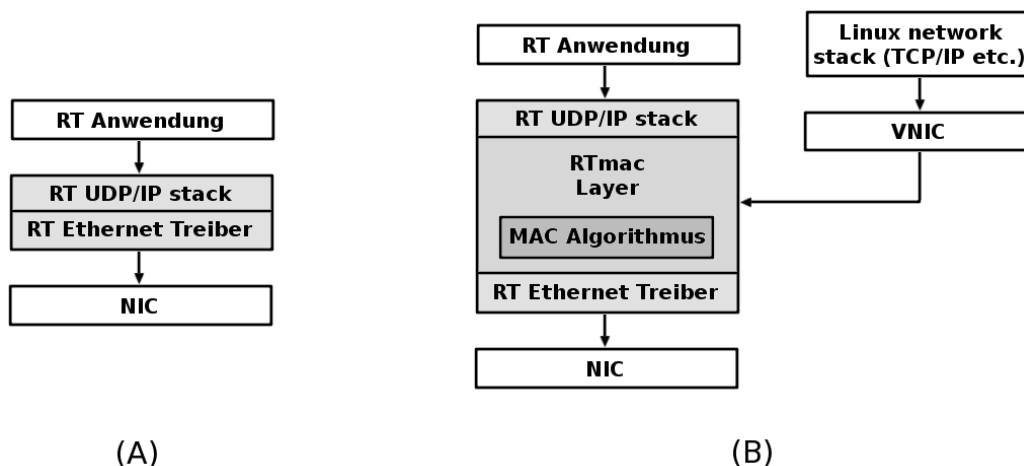 RT Anwendung
RT UDP/IP stack
RT Ethernet Treiber
NIC
(A)
RT Anwendung
RT UDP/IP stack
RTmac
Layer
MAC Algorithmus
RT Ethernet Treiber
NIC
Linux network
stack (TCP/IP etc.)
VNIC
(B)